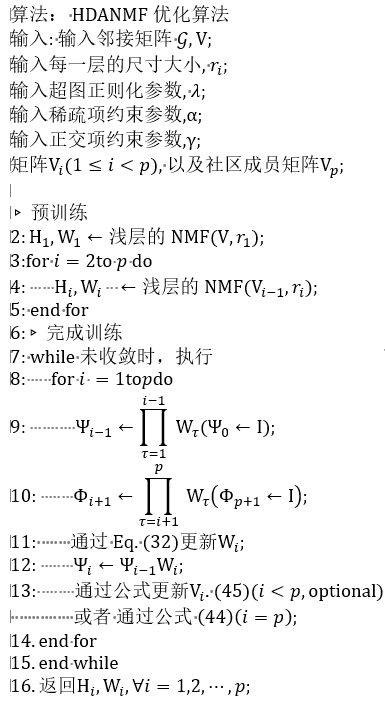 算法： HDANMF 优化算法
输入: 输入邻接矩阵 𝒢, V;
输入每一层的尺寸大小, rᵢ;
输入超图正则化参数, λ;
输入稀疏项约束参数,α;
输入正交项约束参数,γ;
矩阵Vᵢ(1 ≤ i < p), 以及社区成员矩阵Vₚ;
▷ 预训练
2: H₁, W₁ ← 浅层的 NMF(V, r₁);
3:for i = 2to p do
4: Hᵢ, Wᵢ ← 浅层的 NMF(Vᵢ₋₁, rᵢ);
5: end for
6: ▷ 完成训练
7: while 未收敛时，执行
8: for i = 1topdo
9: Ψᵢ₋₁ ← ∏_{τ=1}^{i−1} W_τ(Ψ₀ ← I);
10: Φᵢ₊₁ ← ∏_{τ=i+1}^{p} W_τ(Φₚ₊₁ ← I);
11: 通过 Eq. (32)更新Wᵢ;
12: Ψᵢ ← Ψᵢ₋₁Wᵢ;
13: 通过公式更新Vᵢ. (45)(i < p, optional)
或者 通过公式 (44)(i = p);
14. end for
15. end while
16. 返回Hᵢ, Wᵢ, ∀i = 1,2, ⋯ , p;